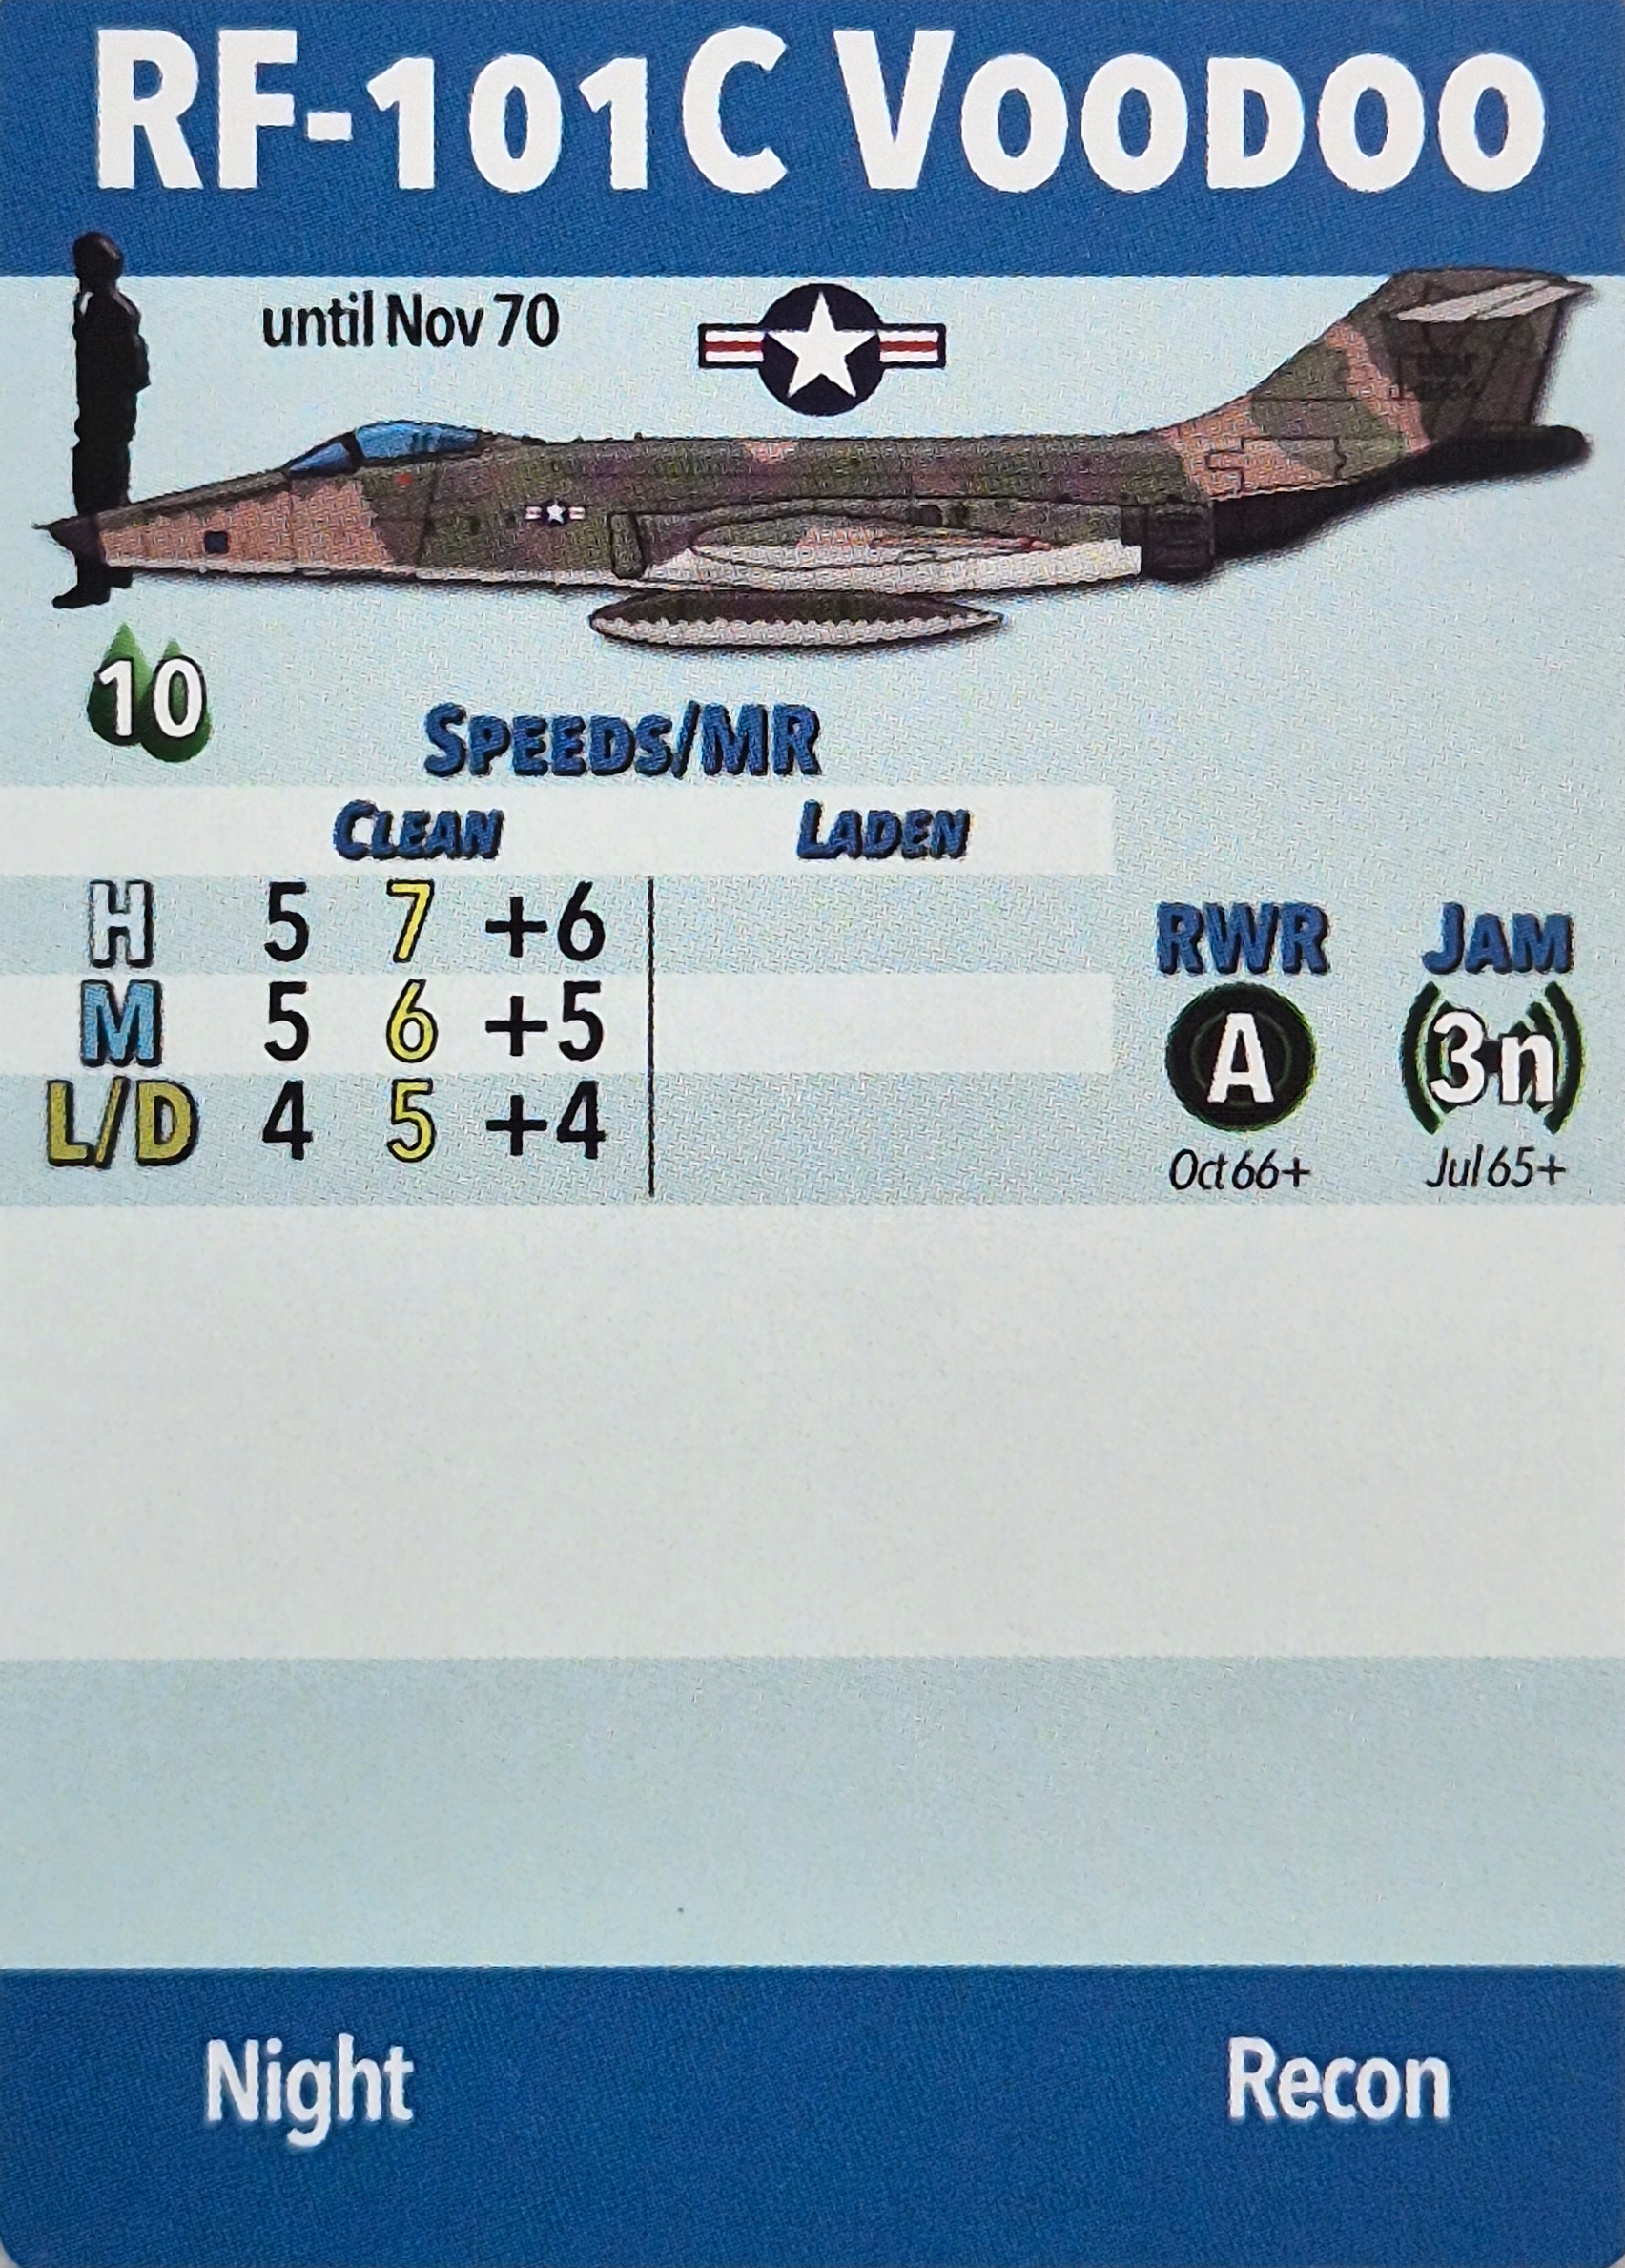 RF-101C VOODOO
until Nov 70
10
SPEEDS/MR
CLEAN LADEN
H 5 7 +6
M 5 6 +5
L/D 4 5 +4
RWR JAM
A 3n
Oct 66+ Jul 65+
Night Recon